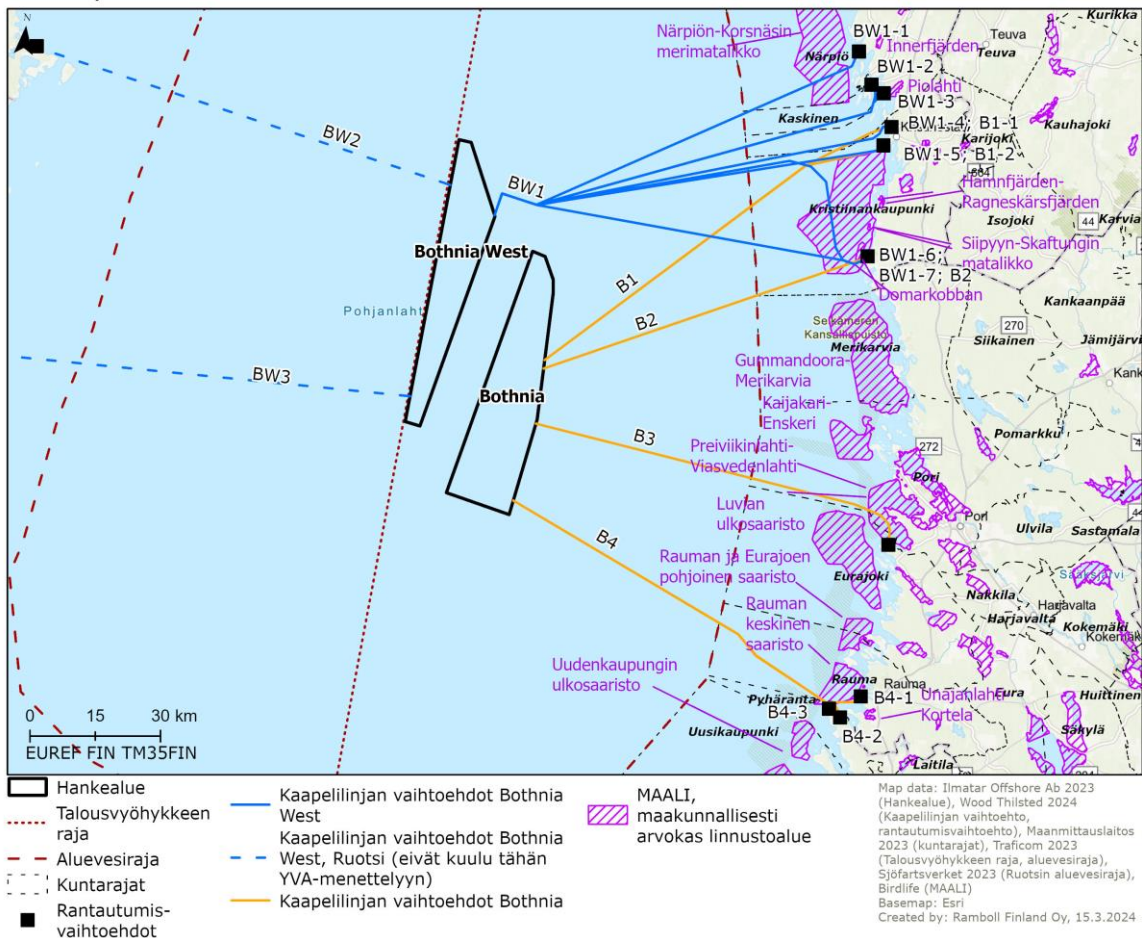 Närpiön-Korsnäsin
merimatalikko
BW1-1
Innerfjärden
Teuva
Teuva
Kurikka
Närpiö
BW1-2
Piolahti
BW1-3
Kaskinen
BW1-4; B1-1
Karijoki
Kauhajoki
BW1-5; B1-2
664
BW2
BW1
Hamnfjärden-
Ragneskärsfjärden
Kristiinankaupunki
Isojoki
44
Karvia
Siipyyn-Skaftungin
matalikko
Bothnia West
B1
BW1-6;
BW1-7; B2
Domarkobban
Pohjanlahti
B2
Kankaanpää
Selkämeren
Kansallispuisto
270
Siikainen
Jämijärvi
Merikarvia
BW3
Gummandoora-
Merikarvia
Kank
Bothnia
Kaijakari-
Enskeri
B3
Preiviikinlahti-
Viasvedenlahti
272
Pomarkku
Pori
Luvian
ulkosaaristo
Pori
Ulvila
Sastamala
B4
Rauman ja Eurajoen
pohjoinen saaristo
Eurajoki
Sääksjärvi
Nakkila
Harjavalta
Harjavalta
Rauman
keskinen
saaristo
Kokemäki
Kokemäki
Uudenkaupungin
ulkosaaristo
Rauma
Rauma
Eura
Huittinen
Pyhäranta
B4-1
Unajanlahti-
Kortela
B4-3
B4-2
Uusikaupunki
Säkylä
Laitila
0 15 30 km
EUREF FIN TM35FIN
Hankealue
Talousvyöhykkeen
raja
Aluevesiraja
Kuntarajat
Rantautumis-
vaihtoehdot
Kaapelilinjan vaihtoehdot Bothnia
West
Kaapelilinjan vaihtoehdot Bothnia
West, Ruotsi (eivät kuulu tähän
YVA-menettelyyn)
Kaapelilinjan vaihtoehdot Bothnia
MAALI,
maakunnallisesti
arvokas linnustoalue
Map data: Ilmatar Offshore Ab 2023
(Hankealue), Wood Thilsted 2024
(Kaapelilinjan vaihtoehto,
rantautumisvaihtoehto), Maanmittauslaitos
2023 (kuntarajat), Traficom 2023
(Talousvyöhykkeen raja, aluevesiraja),
Sjöfartsverket 2023 (Ruotsin aluevesiraja),
Birdlife (MAALI)
Basemap: Esri
Created by: Ramboll Finland Oy, 15.3.2024